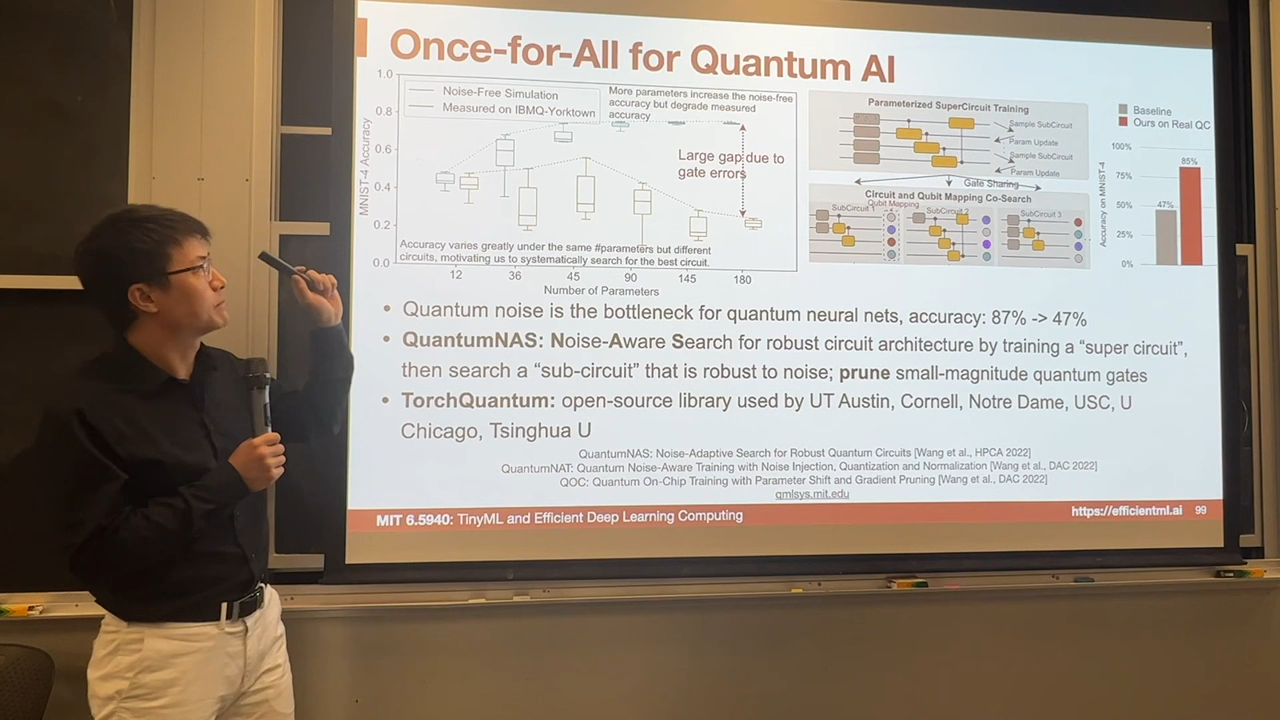 Once-for-All for Quantum AI
1.0
0.8
0.6
0.4
0.2
0.0
MNIST-4 Accuracy
Noise-Free Simulation
Measured on IBMQ-Yorktown
More parameters increase the noise-free
accuracy but degrade measured
accuracy
Large gap due to
gate errors
Accuracy varies greatly under the same #parameters but different
circuits, motivating us to systematically search for the best circuit.
12 36 45 90 145 180
Number of Parameters
Parameterized SuperCircuit Training
Sample SubCircuit
Param Update
Sample SubCircuit
Param Update
Gate Sharing
Circuit and Qubit Mapping Co-Search
Qubit Mapping
SubCircuit 1 SubCircuit 2 SubCircuit 3
Baseline
Ours on Real QC
Accuracy on MNIST-4
100%
75%
50%
25%
0%
47%
85%
• Quantum noise is the bottleneck for quantum neural nets, accuracy: 87% -> 47%
• QuantumNAS: Noise-Aware Search for robust circuit architecture by training a “super circuit”,
then search a “sub-circuit” that is robust to noise; prune small-magnitude quantum gates
• TorchQuantum: open-source library used by UT Austin, Cornell, Notre Dame, USC, U
Chicago, Tsinghua U
QuantumNAS: Noise-Adaptive Search for Robust Quantum Circuits [Wang et al., HPCA 2022]
QuantumNAT: Quantum Noise-Aware Training with Noise Injection, Quantization and Normalization [Wang et al., DAC 2022]
QOC: Quantum On-Chip Training with Parameter Shift and Gradient Pruning [Wang et al., DAC 2022]
qmlsys.mit.edu
MIT 6.5940: TinyML and Efficient Deep Learning Computing
https://efficientml.ai 99